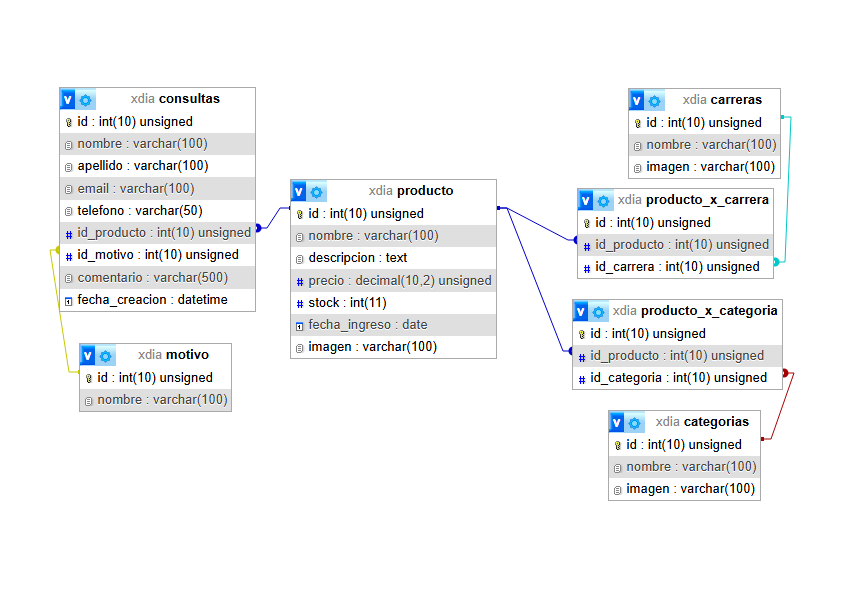 v xdia consultas
id : int(10) unsigned
nombre : varchar(100)
apellido : varchar(100)
email : varchar(100)
telefono : varchar(50)
# id_producto : int(10) unsigned
# id_motivo : int(10) unsigned
comentario : varchar(500)
fecha_creacion : datetime
v xdia motivo
id : int(10) unsigned
nombre : varchar(100)
v xdia producto
id : int(10) unsigned
nombre : varchar(100)
descripcion : text
# precio : decimal(10,2) unsigned
# stock : int(11)
fecha_ingreso : date
imagen : varchar(100)
v xdia carreras
id : int(10) unsigned
nombre : varchar(100)
imagen : varchar(100)
v xdia producto_x_carrera
id : int(10) unsigned
# id_producto : int(10) unsigned
# id_carrera : int(10) unsigned
v xdia producto_x_categoria
id : int(10) unsigned
# id_producto : int(10) unsigned
# id_categoria : int(10) unsigned
v xdia categorias
id : int(10) unsigned
nombre : varchar(100)
imagen : varchar(100)